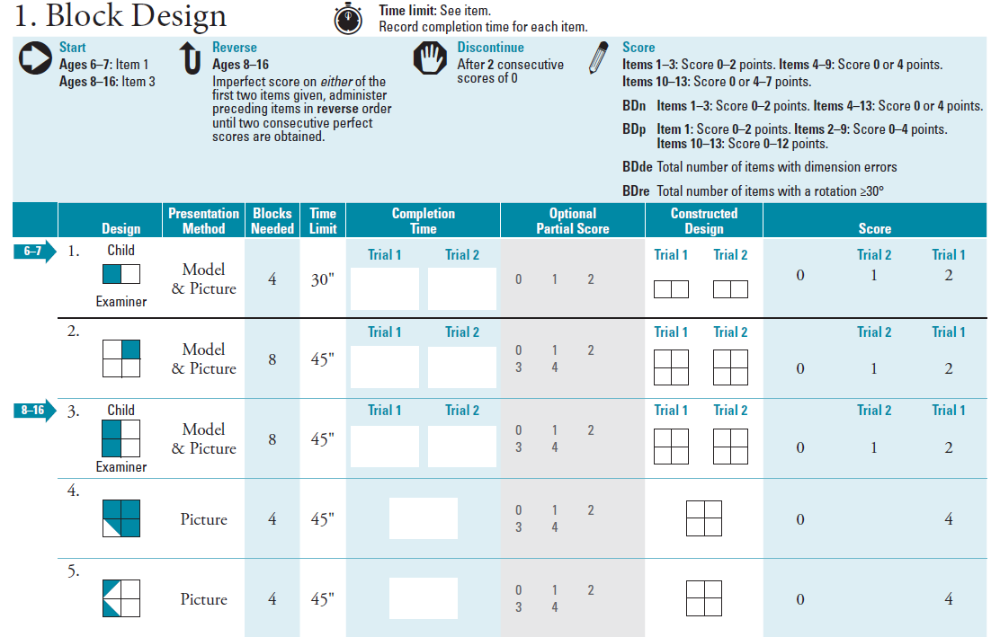 1. Block Design
Time limit: See item.
Record completion time for each item.
Start
Ages 6–7: Item 1
Ages 8–16: Item 3
Reverse
Ages 8–16
Imperfect score on either of the
first two items given, administer
preceding items in reverse order
until two consecutive perfect
scores are obtained.
Discontinue
After 2 consecutive
scores of 0
Score
Items 1–3: Score 0–2 points. Items 4–9: Score 0 or 4 points.
Items 10–13: Score 0 or 4–7 points.
BDn Items 1–3: Score 0–2 points. Items 4–13: Score 0 or 4 points.
BDp Item 1: Score 0–2 points. Items 2–9: Score 0–4 points.
Items 10–13: Score 0–12 points.
BDde Total number of items with dimension errors
BDre Total number of items with a rotation ≥30°
Design
Presentation
Method
Blocks
Needed
Time
Limit
Completion
Time
Optional
Partial Score
Constructed
Design
Score
6–7
1.
Child
Examiner
Model
& Picture
4
30"
Trial 1 Trial 2
0 1 2
Trial 1 Trial 2
Trial 2 Trial 1
0 1 2
2.
Model
& Picture
8
45"
Trial 1 Trial 2
0 1 2
3 4
Trial 1 Trial 2
Trial 2 Trial 1
0 1 2
8–16
3.
Child
Examiner
Model
& Picture
8
45"
Trial 1 Trial 2
0 1 2
3 4
Trial 1 Trial 2
Trial 2 Trial 1
0 1 2
4.
Picture
4
45"
0 1 2
3 4
0 4
5.
Picture
4
45"
0 1 2
3 4
0 4